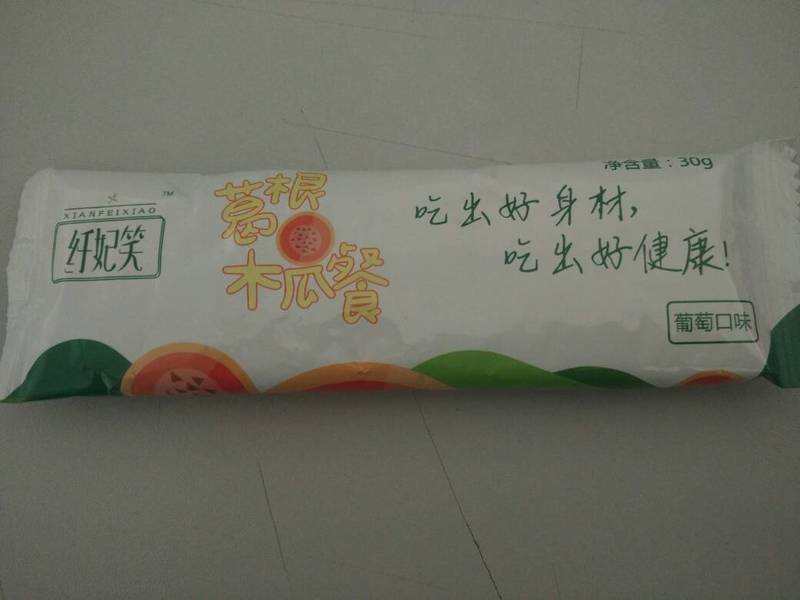 XIANFEIXIAO
TM
纤妃笑
葛根
木瓜餐
吃出好身材,
吃出好健康!
净含量:30g
葡萄口味